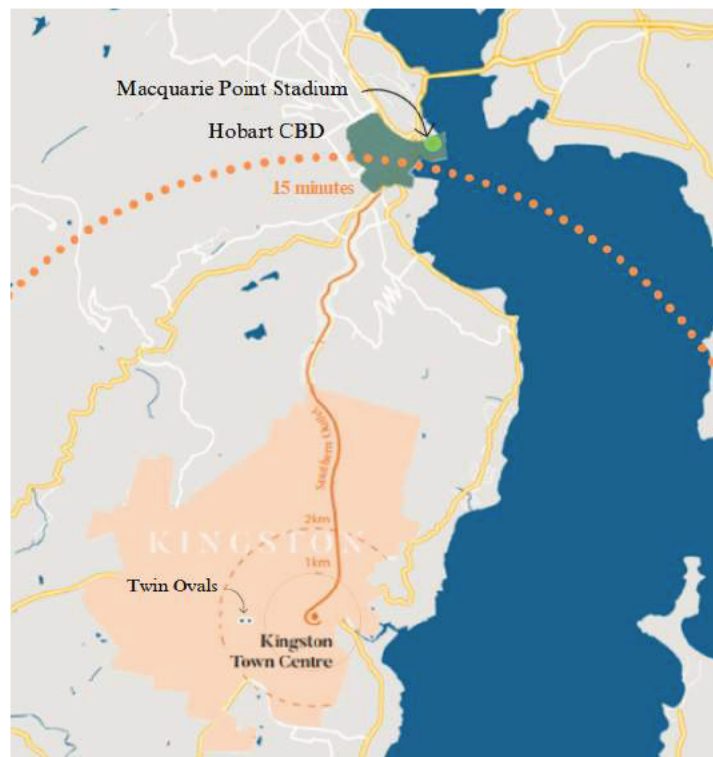 Macquarie Point Stadium
Hobart CBD
15 minutes
Southern Outlet
2km
KINGSTON
1km
Twin Ovals
Kingston
Town Centre